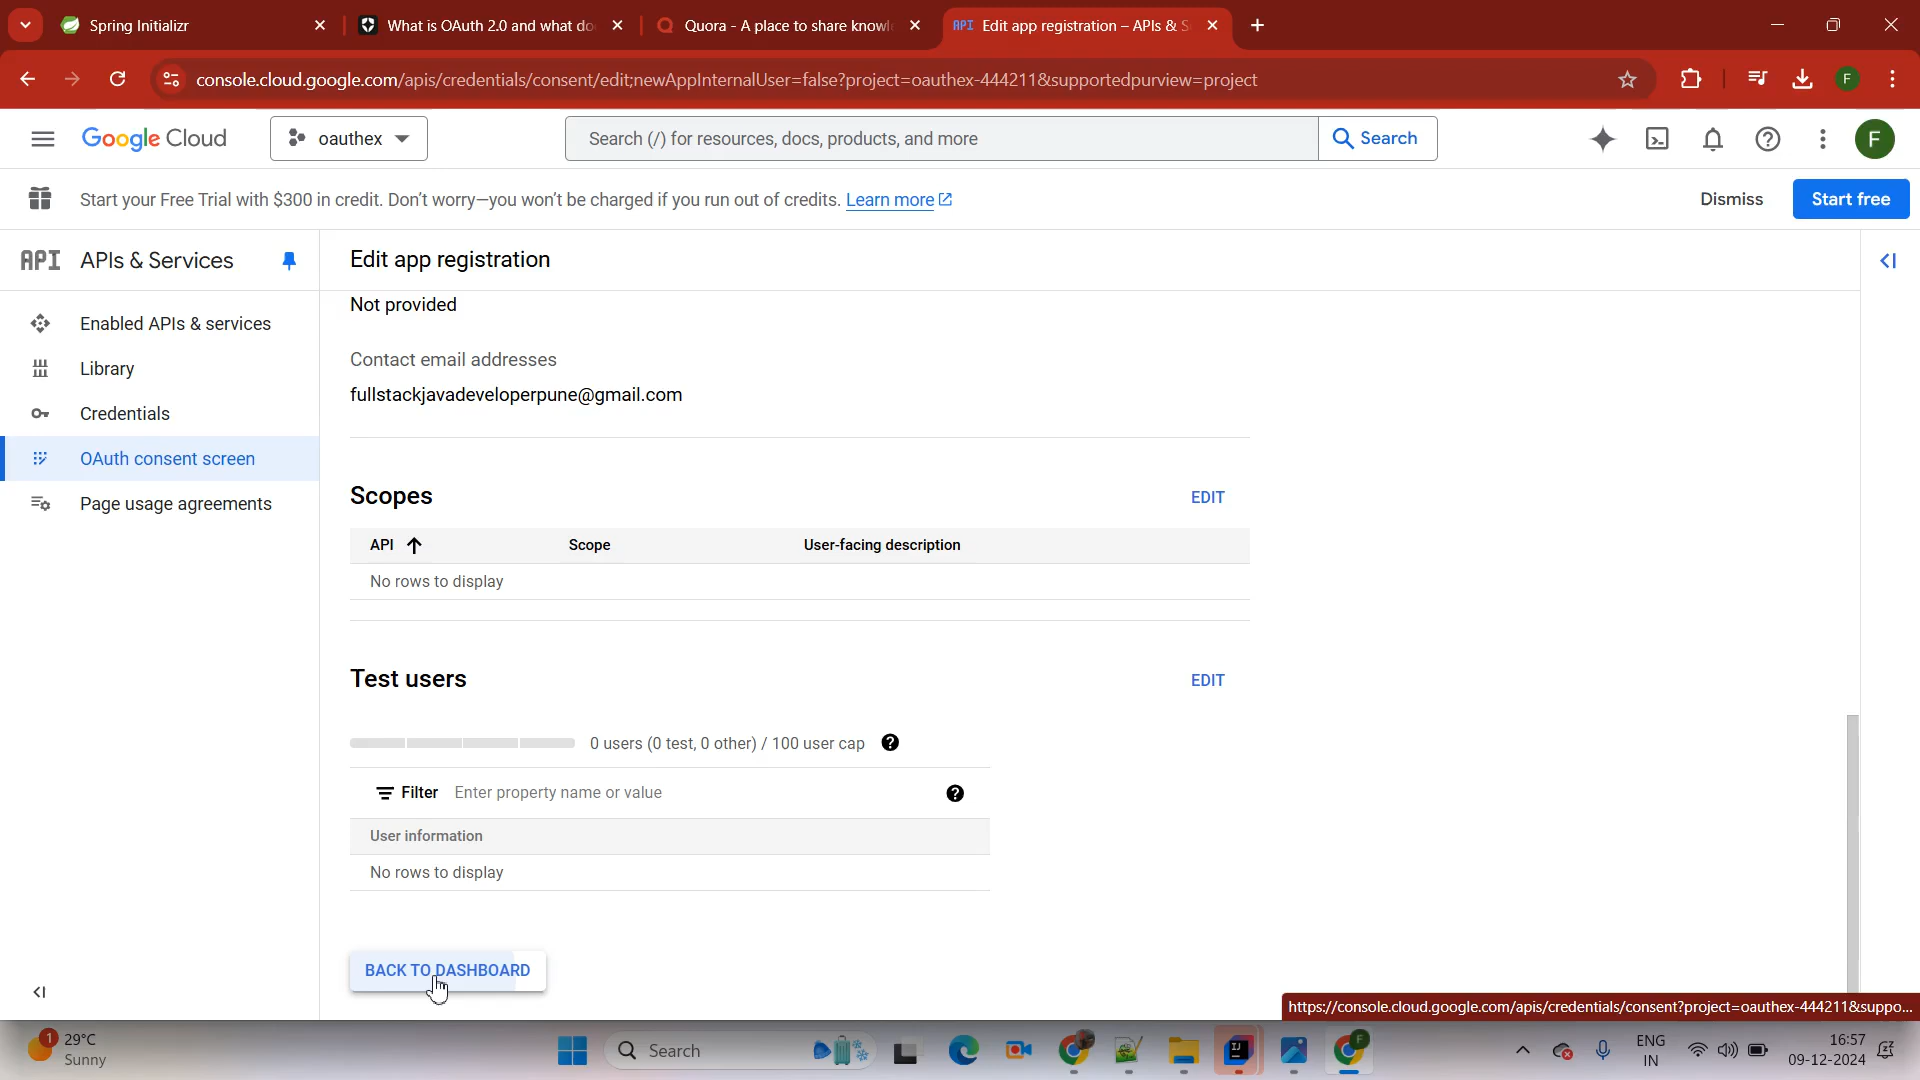 Spring Initializr
What is OAuth 2.0 and what do
Quora - A place to share knowl
API Edit app registration – APIs & S
console.cloud.google.com/apis/credentials/consent/edit;newAppInternalUser=false?project=oauthex-444211&supportedpurview=project
F
Google Cloud
oauthex
Search (/) for resources, docs, products, and more
Search
F
Start your Free Trial with $300 in credit. Don't worry—you won't be charged if you run out of credits. Learn more
Dismiss
Start free
API APIs & Services
Edit app registration
Enabled APIs & services
Library
Credentials
OAuth consent screen
Page usage agreements
Not provided
Contact email addresses
fullstackjavadeveloperpune@gmail.com
Scopes
EDIT
API Scope User-facing description
No rows to display
Test users
EDIT
0 users (0 test, 0 other) / 100 user cap
Filter Enter property name or value
User information
No rows to display
BACK TO DASHBOARD
https://console.cloud.google.com/apis/credentials/consent?project=oauthex-444211&suppo...
1
29°C
Sunny
Search
IJ
F
ENG
IN
16:57
09-12-2024